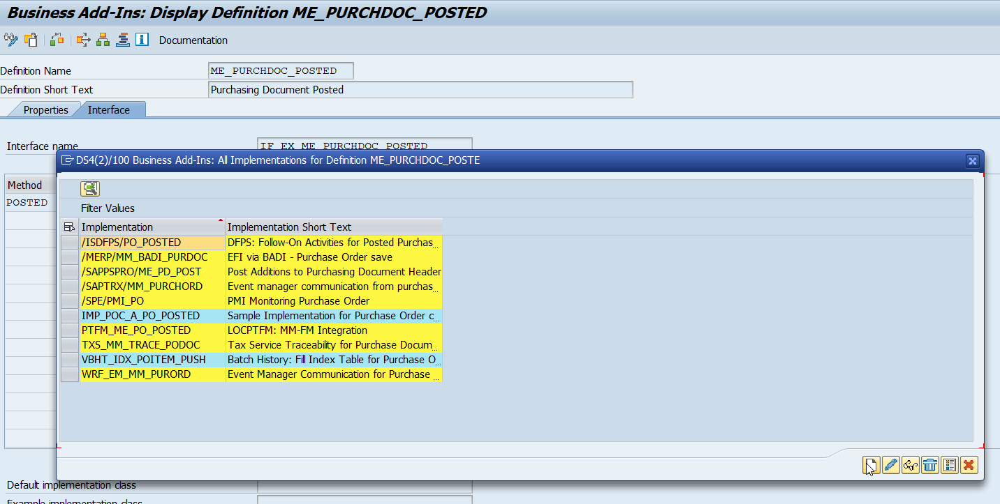 Business Add-Ins: Display Definition ME_PURCHDOC_POSTED
Documentation
Definition Name ME_PURCHDOC_POSTED
Definition Short Text Purchasing Document Posted
Properties Interface
Interface name IF_EX_ME_PURCHDOC_POSTED
DS4(2)/100 Business Add-Ins: All Implementations for Definition ME_PURCHDOC_POSTE
Method
POSTED
Filter Values
Implementation Implementation Short Text
/ISDFPS/PO_POSTED DFPS: Follow-On Activities for Posted Purchas...
/MERP/MM_BADI_PURDOC EFI via BADI - Purchase Order save
/SAPPSPRO/ME_PD_POST Post Additions to Purchasing Document Header
/SAPTRX/MM_PURCHORD Event manager communication from purchas...
/SPE/PMI_PO PMI Monitoring Purchase Order
IMP_POC_A_PO_POSTED Sample Implementation for Purchase Order c...
PTFM_ME_PO_POSTED LOCPTFM: MM-FM Integration
TXS_MM_TRACE_PODOC Tax Service Traceability for Purchase Docum...
VBHT_IDX_POITEM_PUSH Batch History: Fill Index Table for Purchase O...
WRF_EM_MM_PURORD Event Manager Communication for Purchase ...
Default implementation class
Example implementation class